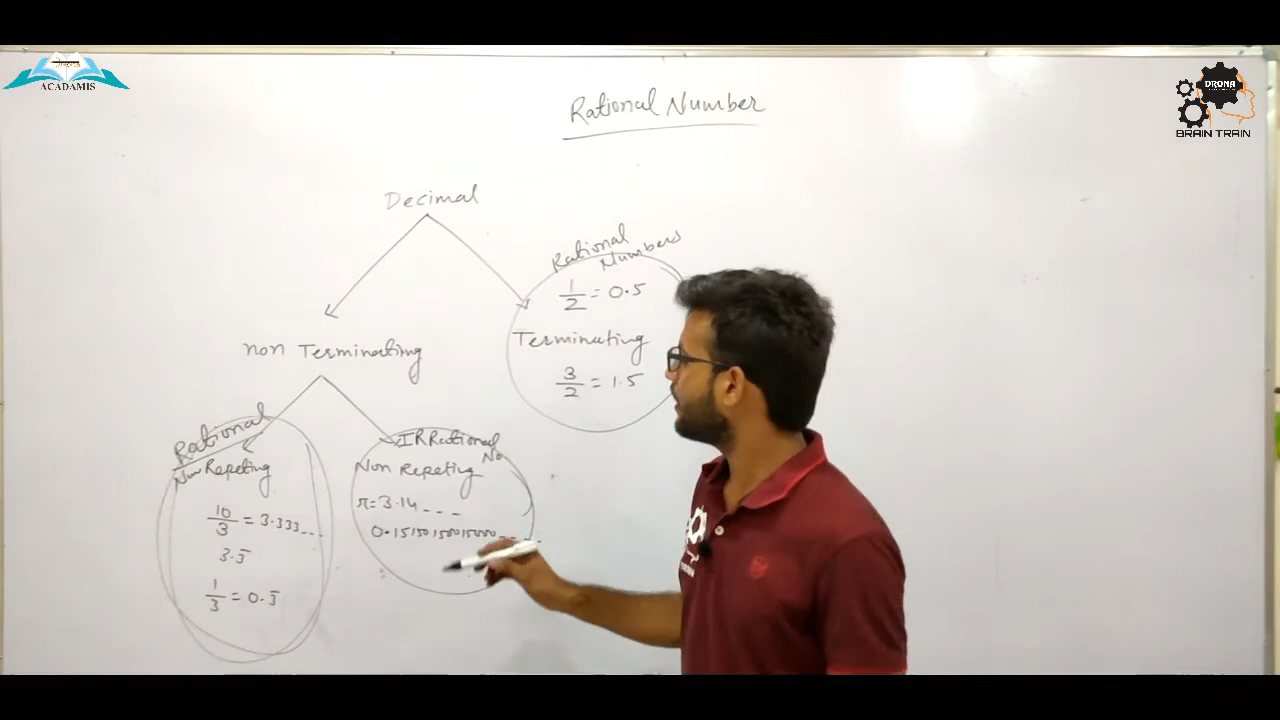 ACADAMIS
DRONA
BRAIN TRAIN
Rational Number
Decimal
Rational
Numbers
1/2 = 0.5
Terminating
3/2 = 1.5
non Terminating
Rational
Non Repeting
10/3 = 3.333...
3.3̅
1/3 = 0.3̅
IRRational
No
Non Repeting
π = 3.14 _ _ _
0.15150150015000 _ _ _